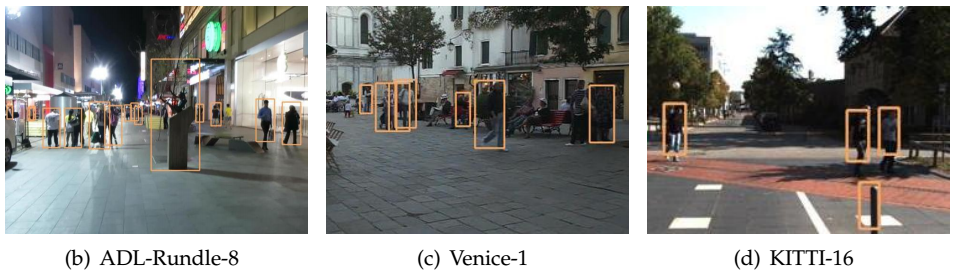 (b) ADL-Rundle-8
(c) Venice-1
(d) KITTI-16